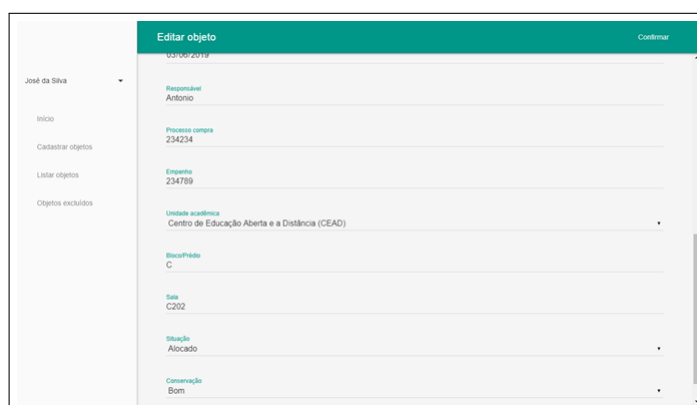 Editar objeto
Confirmar
03/06/2019
José da Silva
Início
Cadastrar objetos
Listar objetos
Objetos excluídos
Responsável
Antonio
Processo compra
234234
Empenho
234789
Unidade acadêmica
Centro de Educação Aberta e a Distância (CEAD)
Bloco/Prédio
C
Sala
C202
Situação
Alocado
Conservação
Bom